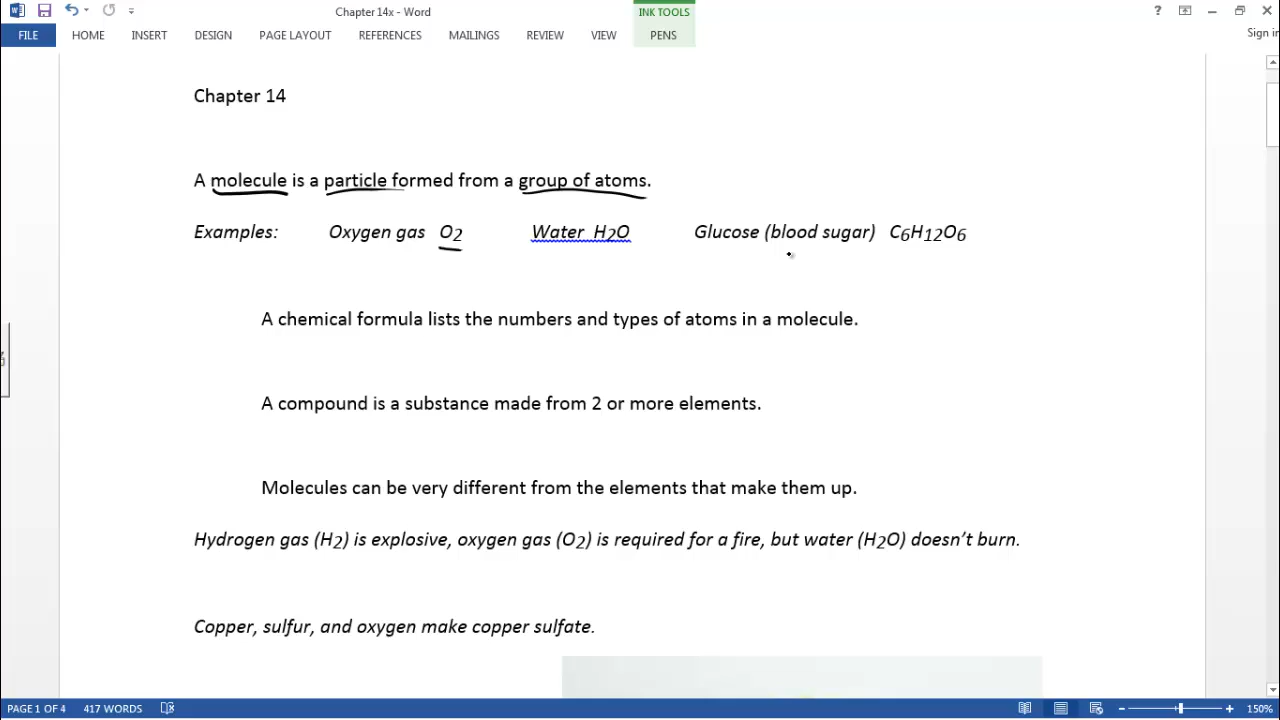 Chapter 14x - Word
INK TOOLS
?
FILE HOME INSERT DESIGN PAGE LAYOUT REFERENCES MAILINGS REVIEW VIEW PENS
Sign in
Chapter 14
A molecule is a particle formed from a group of atoms.
Examples: Oxygen gas O2 Water H2O Glucose (blood sugar) C6H12O6
A chemical formula lists the numbers and types of atoms in a molecule.
A compound is a substance made from 2 or more elements.
Molecules can be very different from the elements that make them up.
Hydrogen gas (H2) is explosive, oxygen gas (O2) is required for a fire, but water (H2O) doesn’t burn.
Copper, sulfur, and oxygen make copper sulfate.
PAGE 1 OF 4 417 WORDS 150%